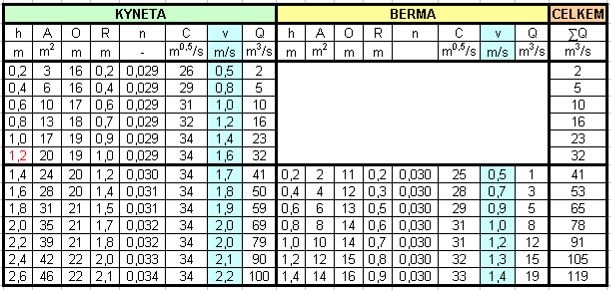 KYNETA BERMA CELKEM
h A O R n C v Q h A O R n C v Q ∑Q
m m² m m - m⁰,⁵/s m/s m³/s m m² m m m⁰,⁵/s m/s m³/s m³/s
0,2 3 16 0,2 0,029 26 0,5 2 2
0,4 6 16 0,4 0,029 29 0,8 5 5
0,6 10 17 0,6 0,029 31 1,0 10 10
0,8 13 18 0,7 0,029 32 1,2 16 16
1,0 17 19 0,9 0,029 34 1,4 23 23
1,2 20 19 1,0 0,029 34 1,6 32 32
1,4 24 20 1,2 0,030 34 1,7 41 0,2 2 11 0,2 0,030 25 0,5 1 41
1,6 28 20 1,4 0,031 34 1,8 50 0,4 4 12 0,3 0,030 28 0,7 3 53
1,8 31 21 1,5 0,031 34 1,9 59 0,6 6 13 0,5 0,030 29 0,9 5 65
2,0 35 21 1,7 0,032 34 2,0 69 0,8 8 14 0,6 0,030 31 1,0 8 78
2,2 39 21 1,8 0,032 34 2,0 79 1,0 10 14 0,7 0,030 31 1,2 12 91
2,4 42 22 2,0 0,033 34 2,1 90 1,2 12 15 0,8 0,030 32 1,3 15 105
2,6 46 22 2,1 0,034 34 2,2 100 1,4 14 16 0,9 0,030 33 1,4 19 119